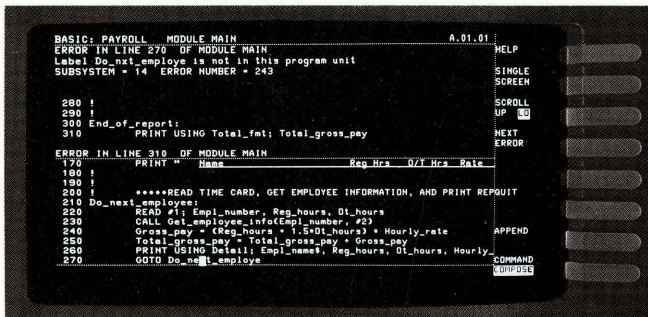 BASIC: PAYROLL MODULE MAIN A.01.01
ERROR IN LINE 270 OF MODULE MAIN
Label Do_nxt_employe is not in this program unit
SUBSYSTEM = 14 ERROR NUMBER = 243
280 !
290 !
300 End_of_report:
310 PRINT USING Total_fmt; Total_gross_pay
ERROR IN LINE 310 OF MODULE MAIN
170 PRINT " Name Reg Hrs O/T Hrs Rate
180 !
190 !
200 ! *****READ TIME CARD, GET EMPLOYEE INFORMATION, AND PRINT REP
210 Do_next_employee:
220 READ #1; Empl_number, Reg_hours, Ot_hours
230 CALL Get_employee_info(Empl_number, #2)
240 Gross_pay = (Reg_hours + 1.5*Ot_hours) * Hourly_rate
250 Total_gross_pay = Total_gross_pay + Gross_pay
260 PRINT USING Detail; Empl_name$, Reg_hours, Ot_hours, Hourly_
270 GOTO Do_next_employe
HELP
SINGLE
SCREEN
SCROLL
UP LO
NEXT
ERROR
QUIT
APPEND
COMMAND
COMPOSE